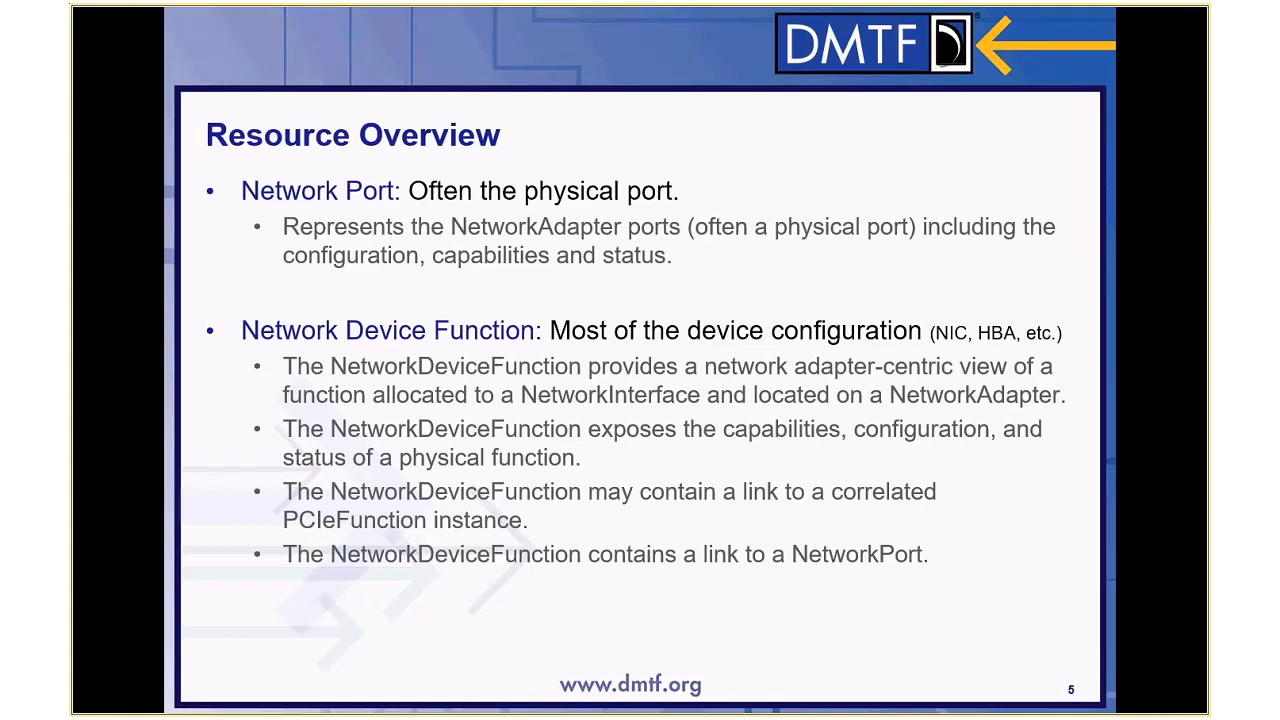 DMTF
Resource Overview
• Network Port: Often the physical port.
• Represents the NetworkAdapter ports (often a physical port) including the
configuration, capabilities and status.
• Network Device Function: Most of the device configuration (NIC, HBA, etc.)
• The NetworkDeviceFunction provides a network adapter-centric view of a
function allocated to a NetworkInterface and located on a NetworkAdapter.
• The NetworkDeviceFunction exposes the capabilities, configuration, and
status of a physical function.
• The NetworkDeviceFunction may contain a link to a correlated
PCIeFunction instance.
• The NetworkDeviceFunction contains a link to a NetworkPort.
www.dmtf.org
5